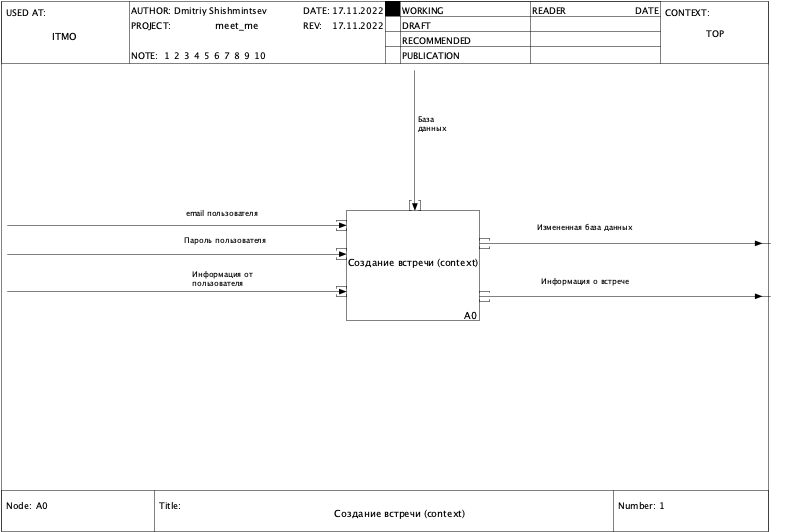 USED AT:
ITMO
AUTHOR: Dmitriy Shishmintsev DATE: 17.11.2022
PROJECT: meet_me REV: 17.11.2022
NOTE: 1 2 3 4 5 6 7 8 9 10
WORKING
DRAFT
RECOMMENDED
PUBLICATION
READER DATE
CONTEXT:
TOP
База
данных
email пользователя
Пароль пользователя
Информация от
пользователя
Создание встречи (context)
A0
Измененная база данных
Информация о встрече
Node: A0
Title:
Создание встречи (context)
Number: 1